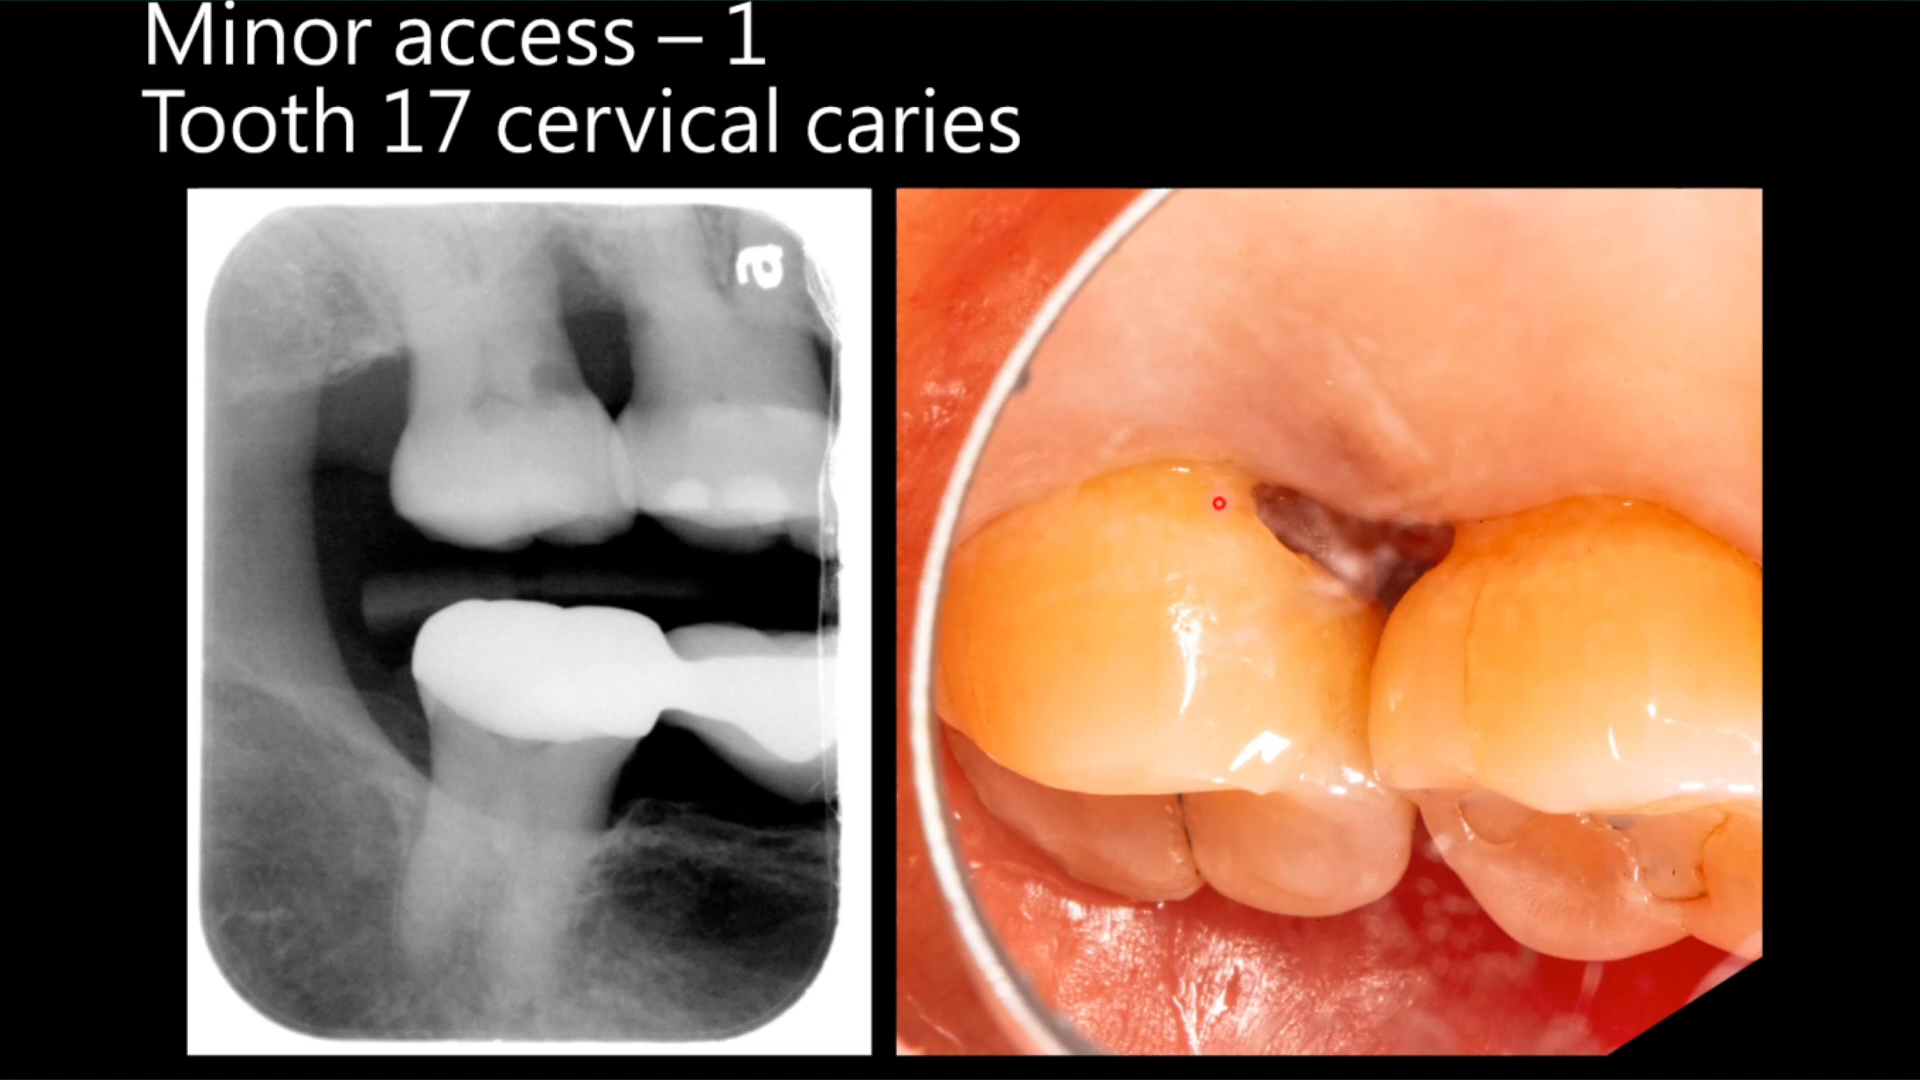 Minor access – 1
Tooth 17 cervical caries
a